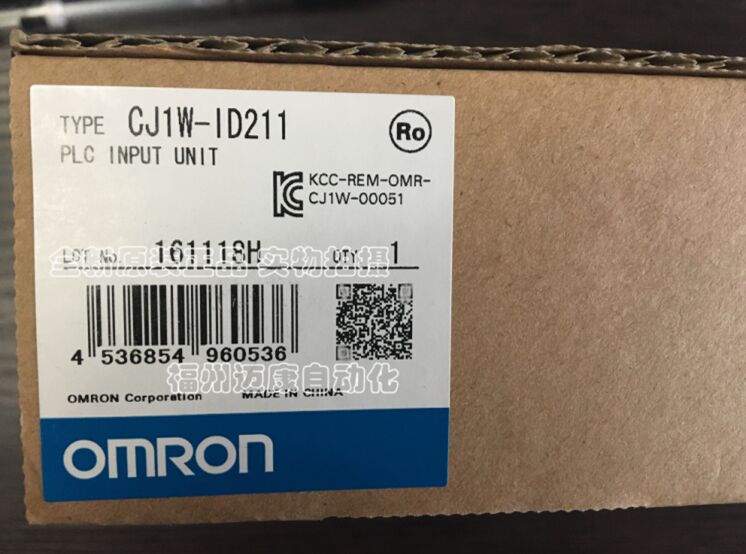 TYPE CJ1W-ID211
Ro
PLC INPUT UNIT
KCC-REM-OMR-
CJ1W-00051
LOT No. 161118H QTY. 1
全新原装正品 实物拍摄
4 536854 960536
福州迈康自动化
OMRON Corporation MADE IN CHINA
OMRON